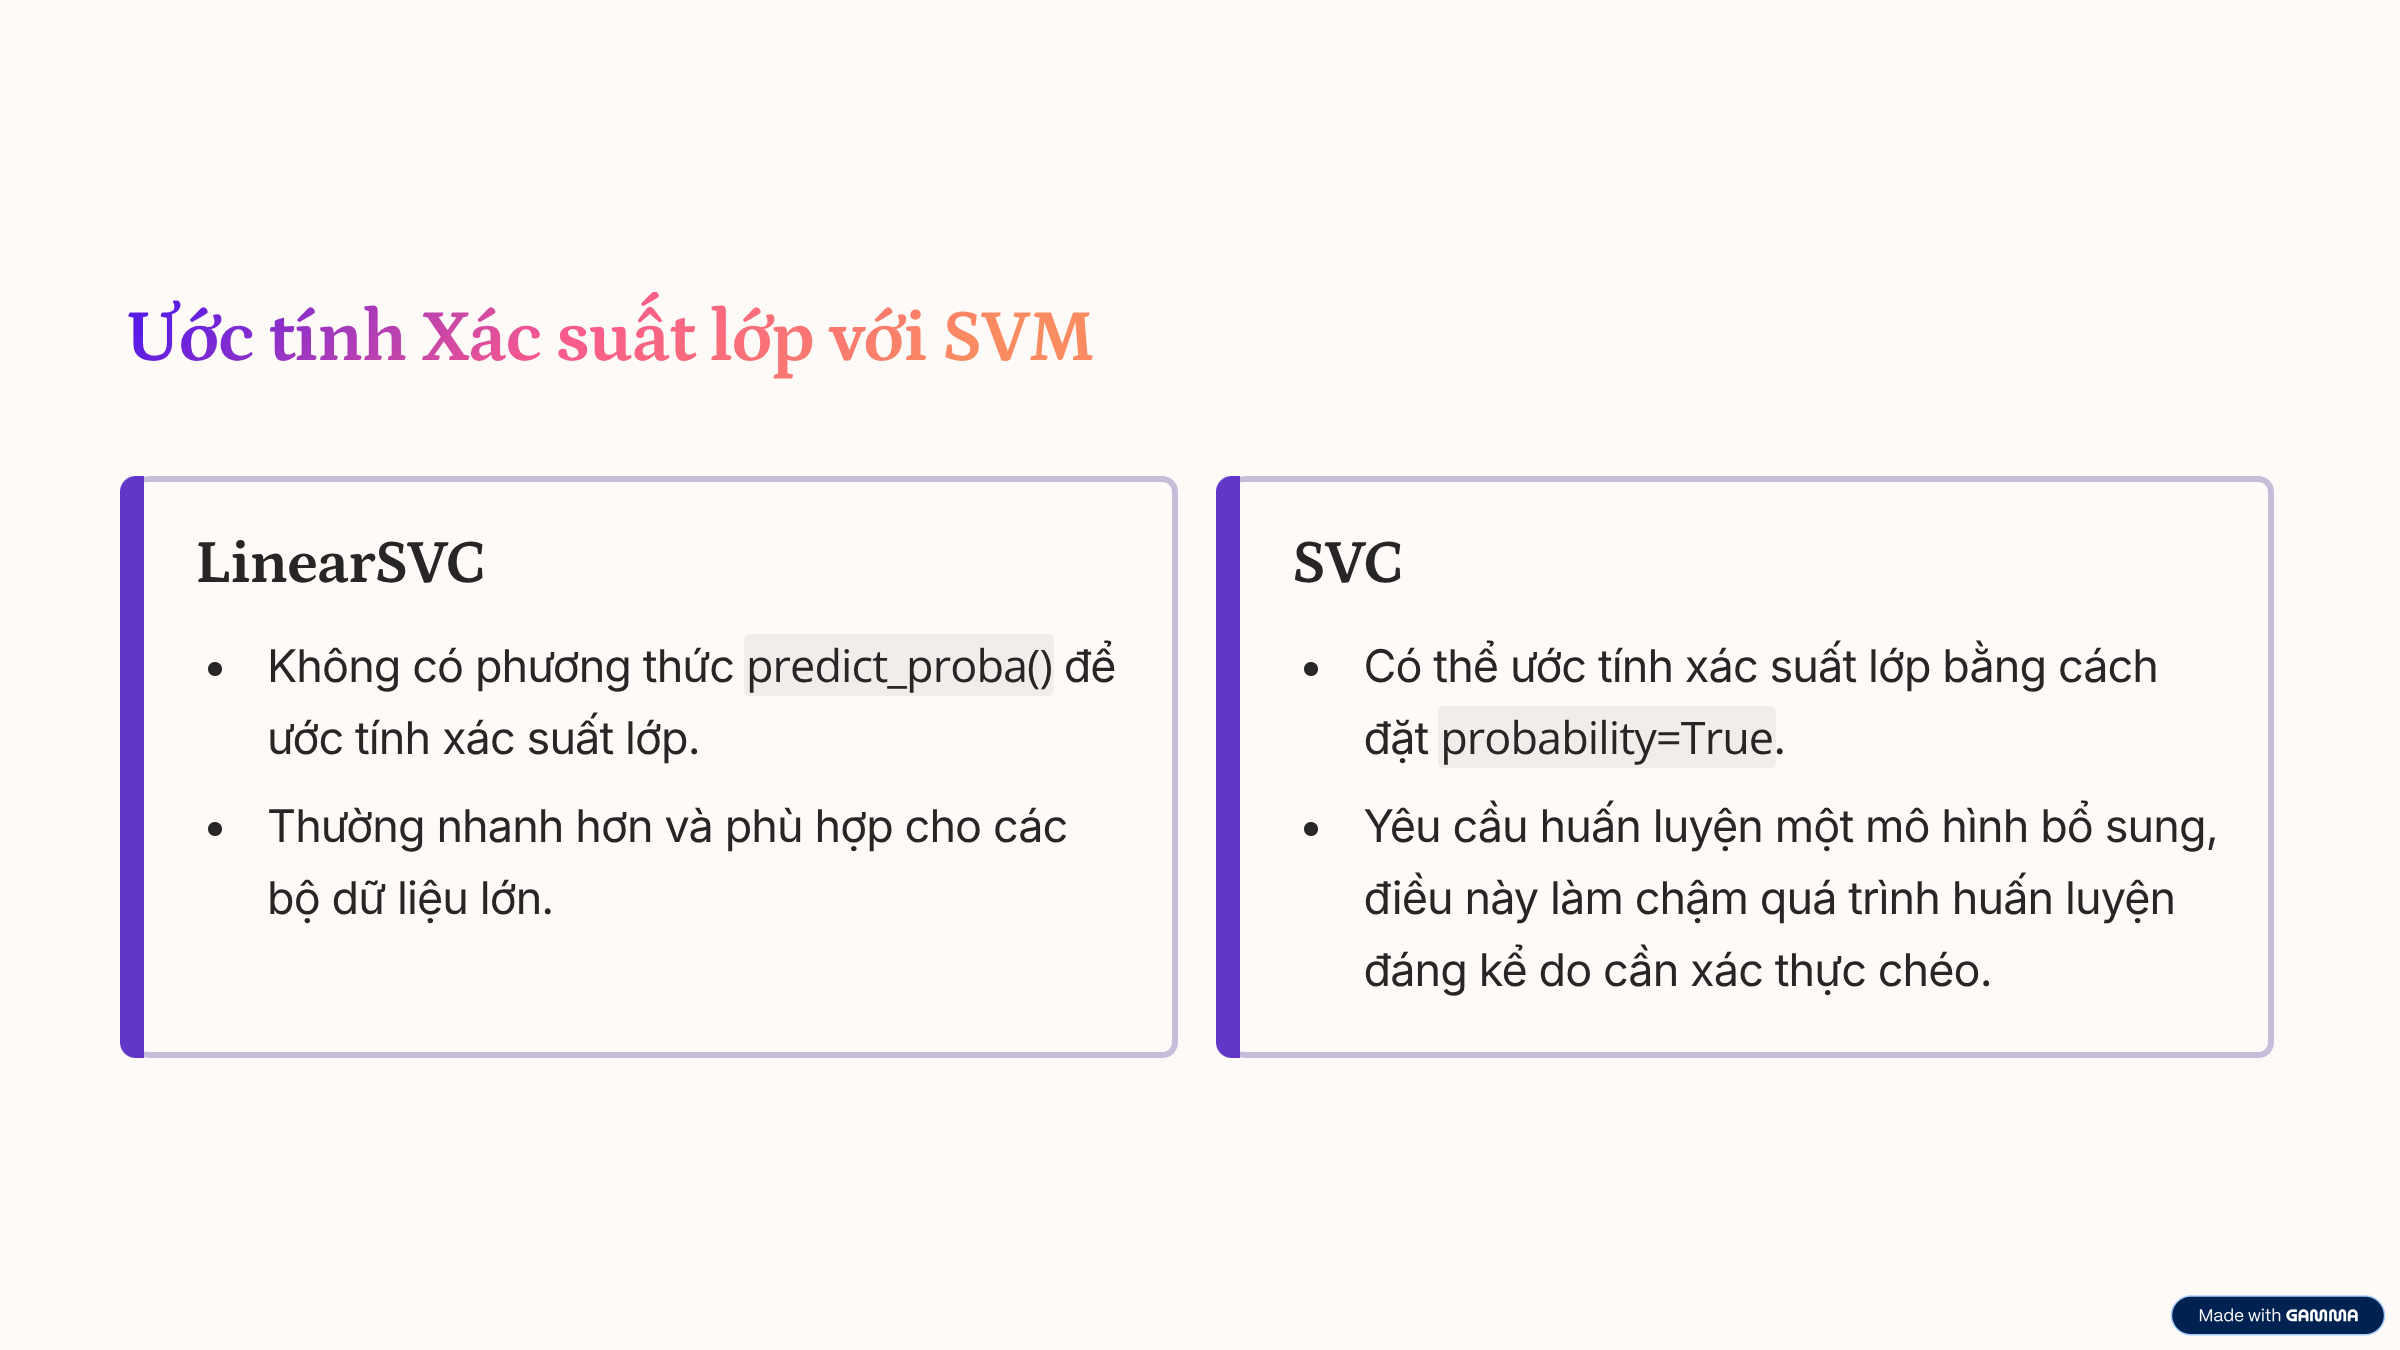 Ước tính Xác suất lớp với SVM
LinearSVC
• Không có phương thức predict_proba() để
ước tính xác suất lớp.
• Thường nhanh hơn và phù hợp cho các
bộ dữ liệu lớn.
SVC
• Có thể ước tính xác suất lớp bằng cách
đặt probability=True.
• Yêu cầu huấn luyện một mô hình bổ sung,
điều này làm chậm quá trình huấn luyện
đáng kể do cần xác thực chéo.
Made with GAMMA